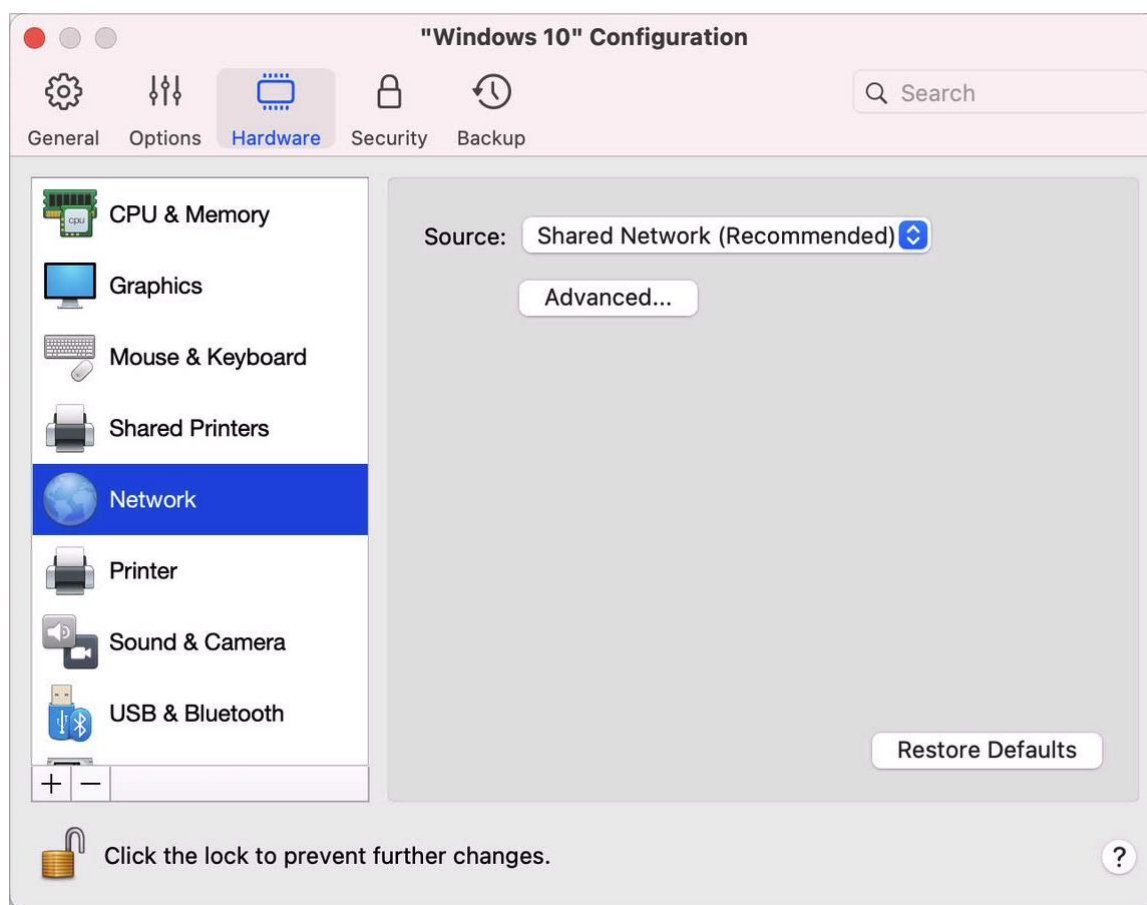 "Windows 10" Configuration
General Options Hardware Security Backup
Search
CPU & Memory
Graphics
Mouse & Keyboard
Shared Printers
Network
Printer
Sound & Camera
USB & Bluetooth
Source: Shared Network (Recommended)
Advanced...
Restore Defaults
+ −
Click the lock to prevent further changes.
?
cpu